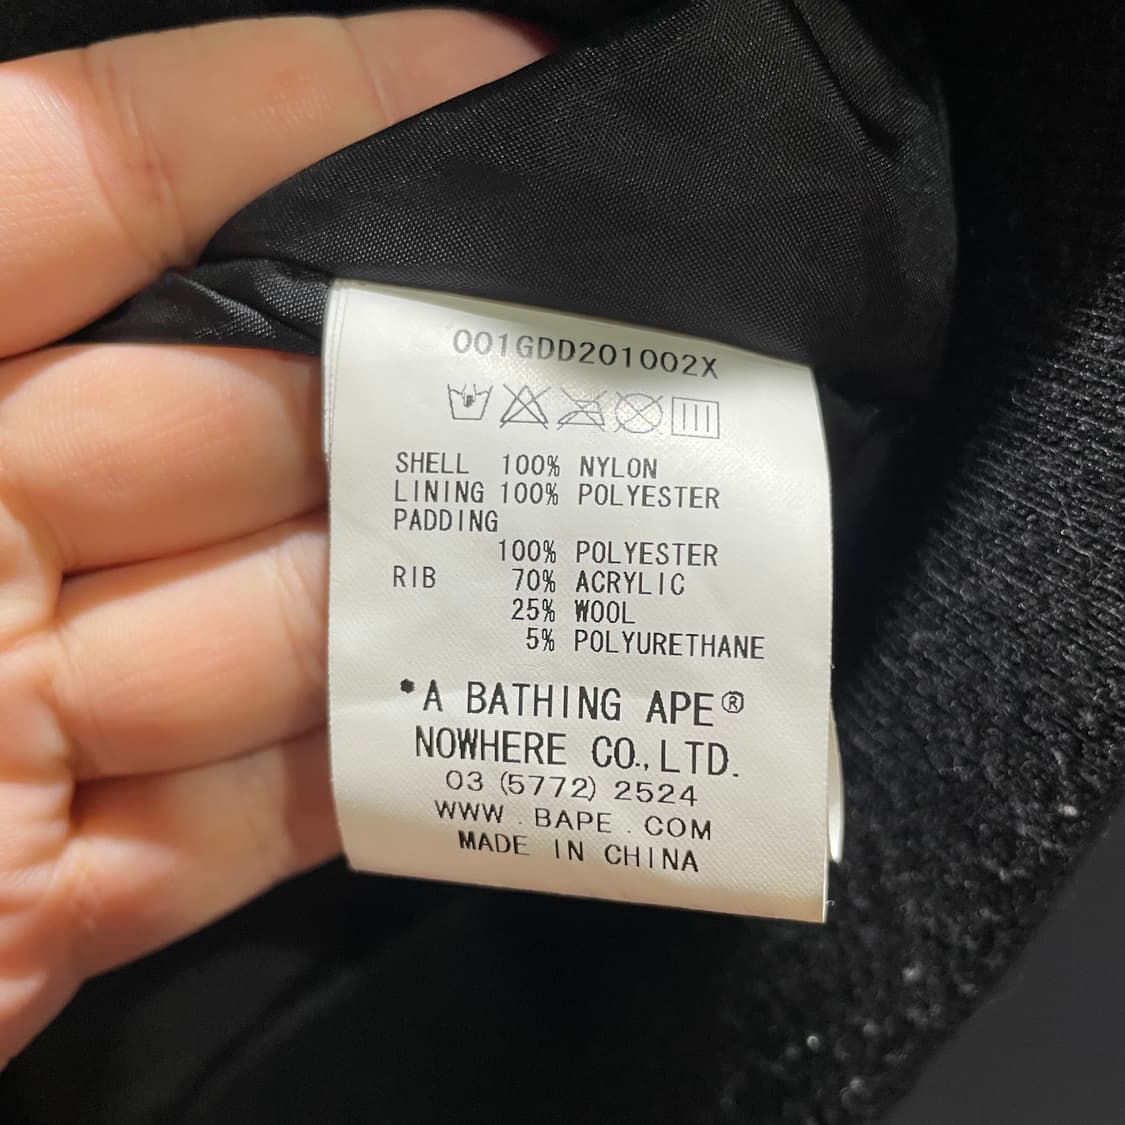 001GDD201002X
SHELL 100% NYLON
LINING 100% POLYESTER
PADDING
100% POLYESTER
RIB 70% ACRYLIC
25% WOOL
5% POLYURETHANE
*A BATHING APE®
NOWHERE CO., LTD.
03 (5772) 2524
WWW . BAPE . COM
MADE IN CHINA